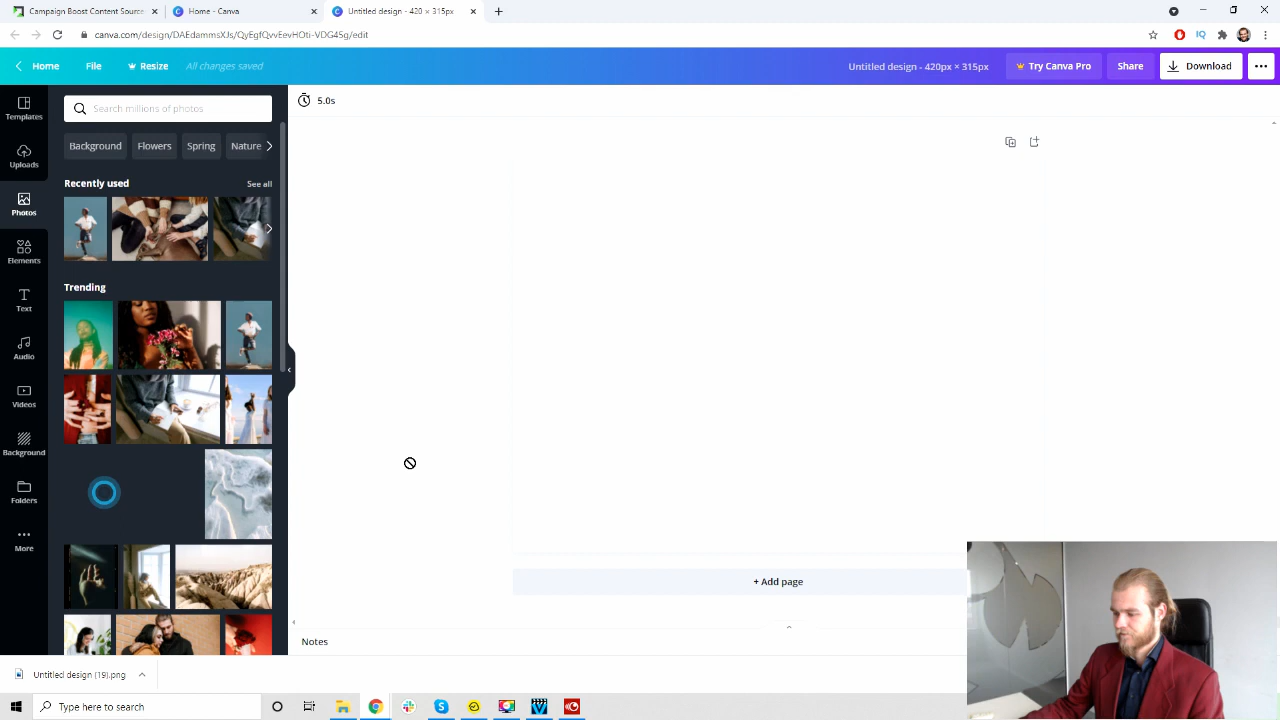 Campaign Boost Content Source
Home - Canva
Untitled design - 420 × 315px
canva.com/design/DAEdammsXJs/QyEgfQvvEevHOti-VDG4Sg/edit
IQ
Home
File
Resize
All changes saved
Untitled design - 420px × 315px
Try Canva Pro
Share
Download
Templates
Uploads
Photos
Elements
Text
Audio
Videos
Background
Folders
More
Search millions of photos
Background
Flowers
Spring
Nature
Recently used
See all
Trending
5.0s
+ Add page
Notes
Untitled design (19).png
Type here to search